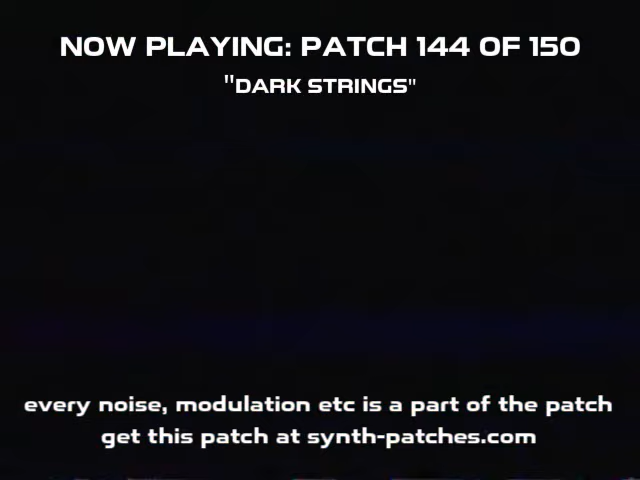 NOW PLAYING: PATCH 144 OF 150
"DARK STRINGS"
every noise, modulation etc is a part of the patch
get this patch at synth-patches.com